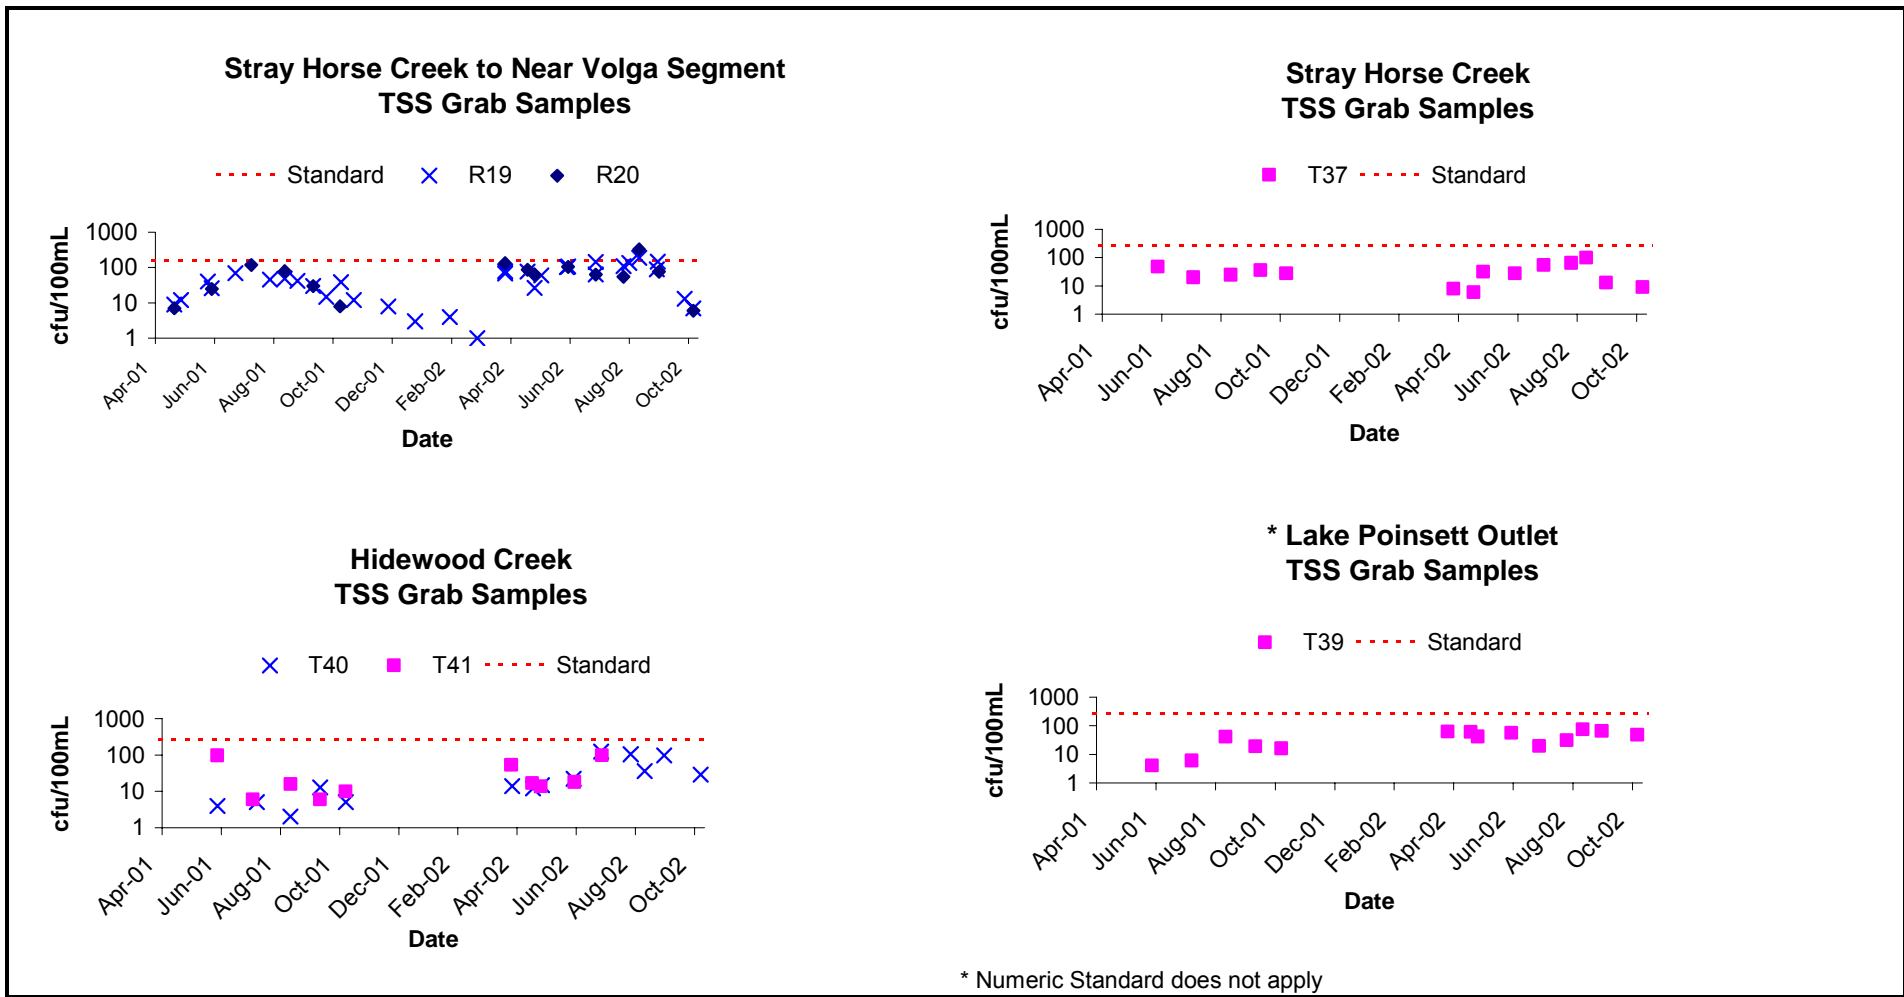 Stray Horse Creek to Near Volga Segment
TSS Grab Samples
Standard R19 R20
cfu/100mL
1000
100
10
1
Apr-01 Jun-01 Aug-01 Oct-01 Dec-01 Feb-02 Apr-02 Jun-02 Aug-02 Oct-02
Date
Stray Horse Creek
TSS Grab Samples
T37 Standard
cfu/100mL
1000
100
10
1
Apr-01 Jun-01 Aug-01 Oct-01 Dec-01 Feb-02 Apr-02 Jun-02 Aug-02 Oct-02
Date
Hidewood Creek
TSS Grab Samples
T40 T41 Standard
cfu/100mL
1000
100
10
1
Apr-01 Jun-01 Aug-01 Oct-01 Dec-01 Feb-02 Apr-02 Jun-02 Aug-02 Oct-02
Date
* Lake Poinsett Outlet
TSS Grab Samples
T39 Standard
cfu/100mL
1000
100
10
1
Apr-01 Jun-01 Aug-01 Oct-01 Dec-01 Feb-02 Apr-02 Jun-02 Aug-02 Oct-02
Date
* Numeric Standard does not apply